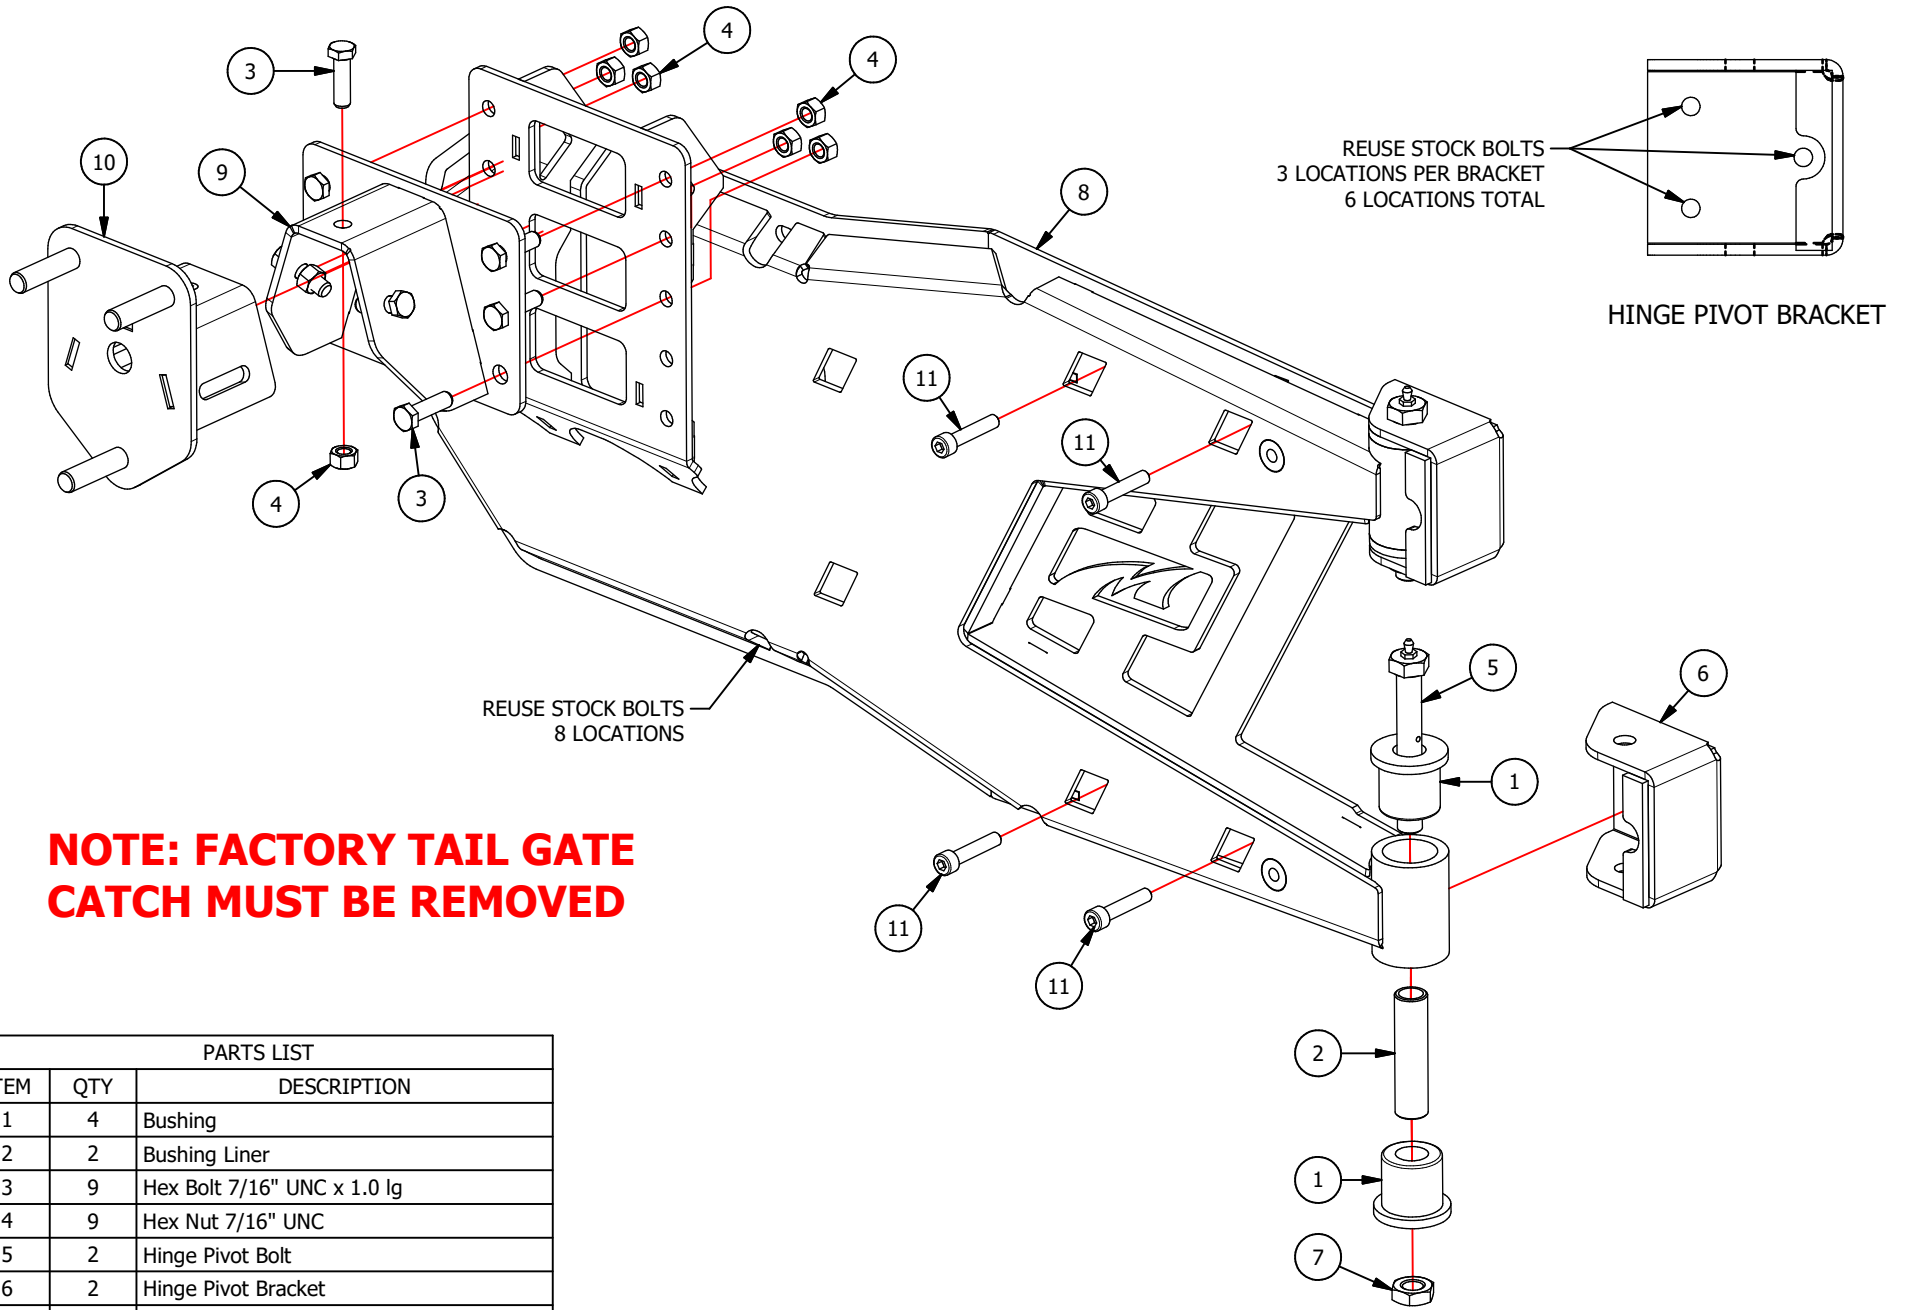 3
4
4
10
9
8
REUSE STOCK BOLTS
3 LOCATIONS PER BRACKET
6 LOCATIONS TOTAL
HINGE PIVOT BRACKET
11
11
4
3
5
6
1
REUSE STOCK BOLTS
8 LOCATIONS
NOTE: FACTORY TAIL GATE
CATCH MUST BE REMOVED
11
11
2
1
7
PARTS LIST
QTY DESCRIPTION
1 4 Bushing
2 2 Bushing Liner
3 9 Hex Bolt 7/16" UNC x 1.0 lg
4 9 Hex Nut 7/16" UNC
5 2 Hinge Pivot Bolt
6 2 Hinge Pivot Bracket